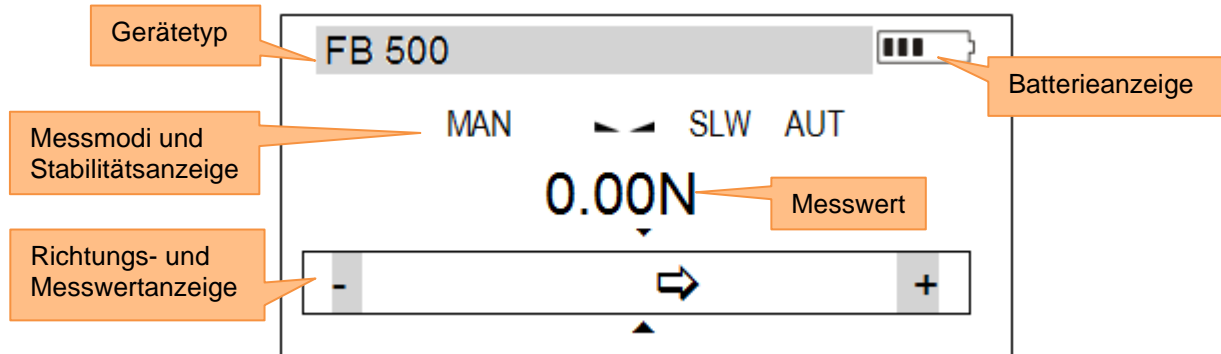 Gerätetyp
FB 500
Batterieanzeige
Messmodi und
Stabilitätsanzeige
MAN SLW AUT
0.00N
Messwert
Richtungs- und
Messwertanzeige
- +